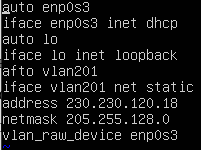 auto enp0s3
iface enp0s3 inet dhcp
auto lo
iface lo inet loopback
afto vlan201
iface vlan201 net static
address 230.230.120.18
netmask 205.255.128.0
vlan_raw_device enp0s3